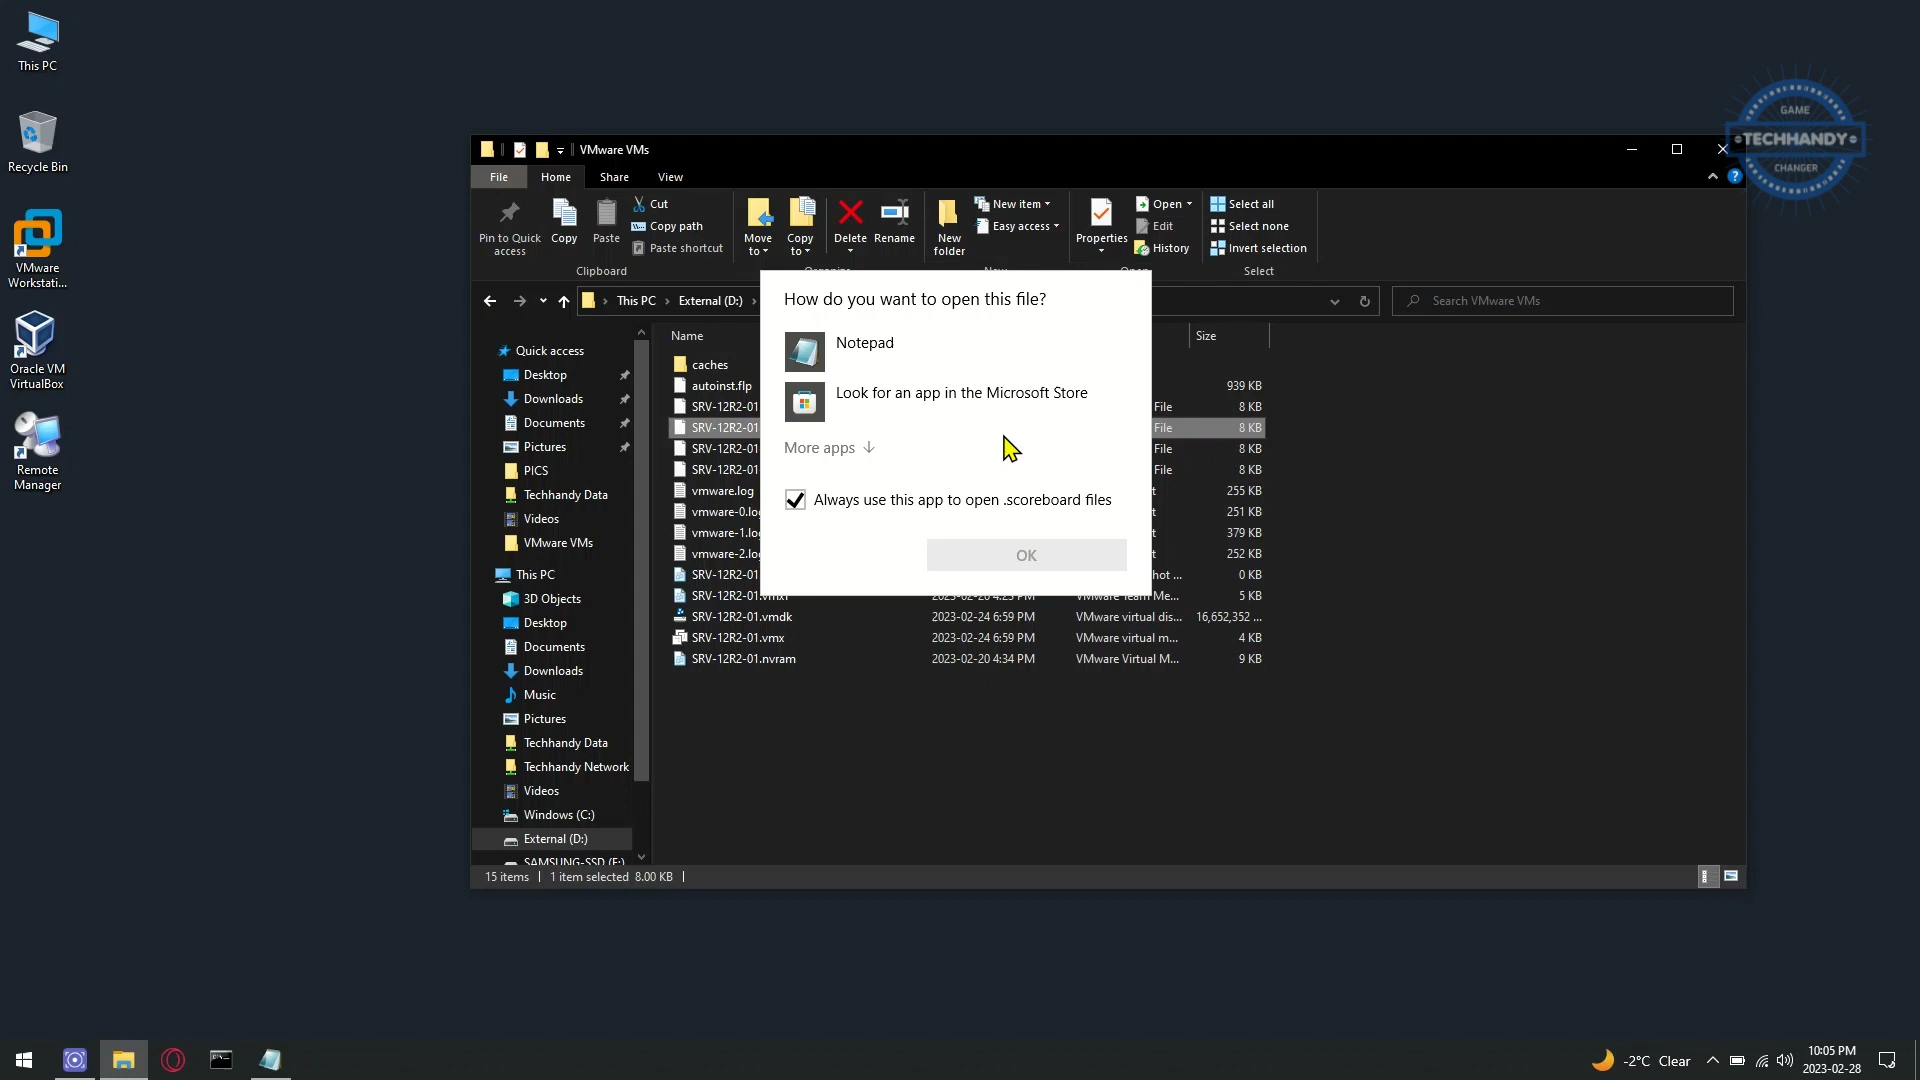 This PC
Recycle Bin
VMware
Workstati...
Oracle VM
VirtualBox
Remote
Manager
GAME
TECHHANDY
CHANGER
VMware VMs
File
Home
Share
View
Pin to Quick
access
Copy
Paste
Cut
Copy path
Paste shortcut
Clipboard
Move
to
Copy
to
Delete
Rename
New
folder
New item
Easy access
Properties
Open
Edit
History
Select all
Select none
Invert selection
Select
This PC
External (D:)
Search VMware VMs
Quick access
Desktop
Downloads
Documents
Pictures
PICS
Techhandy Data
Videos
VMware VMs
This PC
3D Objects
Desktop
Documents
Downloads
Music
Pictures
Techhandy Data
Techhandy Network
Videos
Windows (C:)
External (D:)
SAMSUNG-SSD (F:)
Name
Size
caches
autoinst.flp
939 KB
SRV-12R2-01
File
8 KB
SRV-12R2-01
File
8 KB
SRV-12R2-01
File
8 KB
SRV-12R2-01
File
8 KB
vmware.log
t
255 KB
vmware-0.lo
t
251 KB
vmware-1.lo
t
379 KB
vmware-2.lo
t
252 KB
SRV-12R2-01
hot ...
0 KB
SRV-12R2-01.vmxf
2023-02-20 4:23 PM
VMware Team Me...
5 KB
SRV-12R2-01.vmdk
2023-02-24 6:59 PM
VMware virtual dis...
16,652,352 ...
SRV-12R2-01.vmx
2023-02-24 6:59 PM
VMware virtual m...
4 KB
SRV-12R2-01.nvram
2023-02-20 4:34 PM
VMware Virtual M...
9 KB
How do you want to open this file?
Notepad
Look for an app in the Microsoft Store
More apps
Always use this app to open .scoreboard files
OK
15 items
1 item selected 8.00 KB
-2°C Clear
10:05 PM
2023-02-28